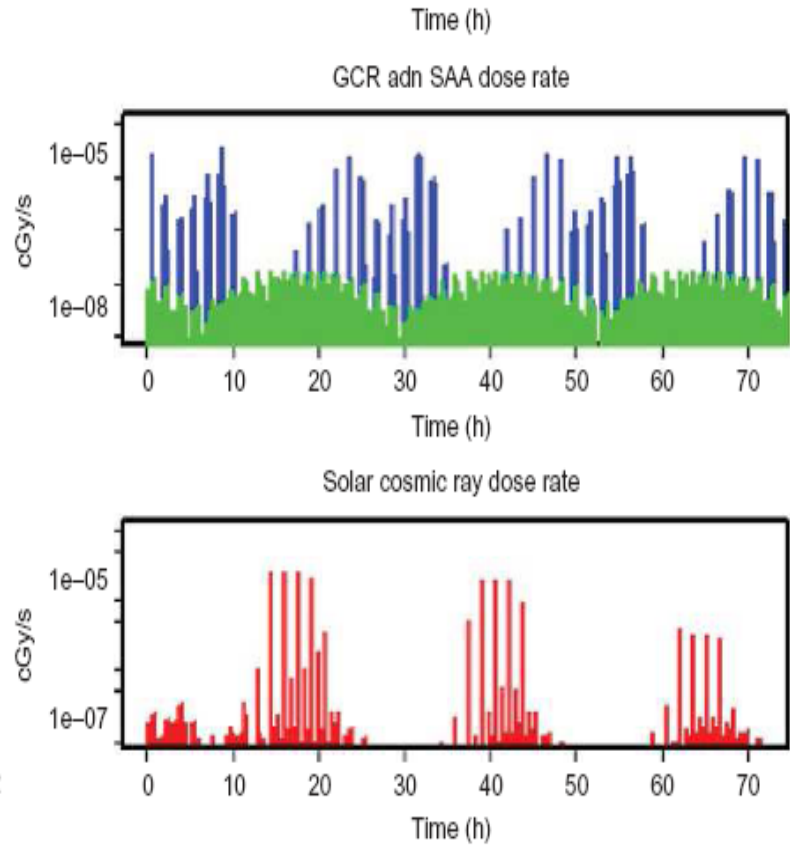 Time (h)
GCR adn SAA dose rate
1e–05
cGy/s
1e–08
0 10 20 30 40 50 60 70
Time (h)
Solar cosmic ray dose rate
1e–05
cGy/s
1e–07
0 10 20 30 40 50 60 70
Time (h)